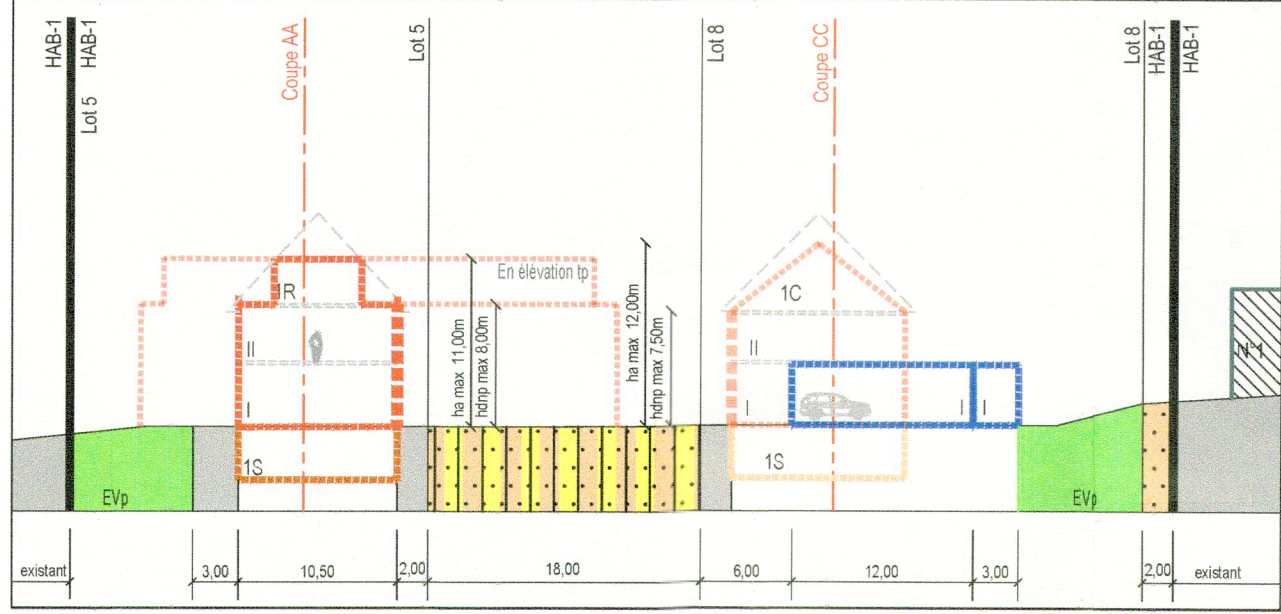 HAB-1
HAB-1
Lot 5
Coupe AA
Lot 5
Lot 8
Coupe CC
Lot 8
HAB-1
HAB-1
En élévation tp
1R
II
I
1S
ha max 11,00m
hdnp max 8,00m
ha max 12,00m
hdnp max 7,50m
1C
II
I
I
I
1S
N°1
EVp
EVp
existant
3,00
10,50
2,00
18,00
6,00
12,00
3,00
2,00
existant